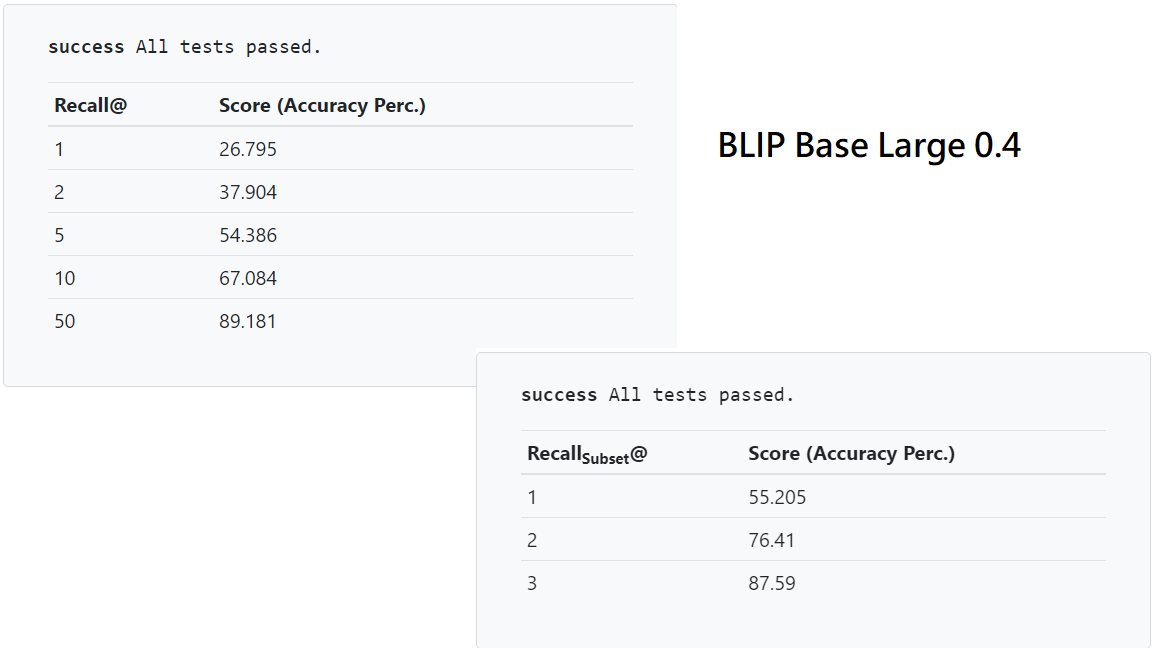 success All tests passed.
Recall@ Score (Accuracy Perc.)
1 26.795
2 37.904
5 54.386
10 67.084
50 89.181
BLIP Base Large 0.4
success All tests passed.
RecallSubset@ Score (Accuracy Perc.)
1 55.205
2 76.41
3 87.59